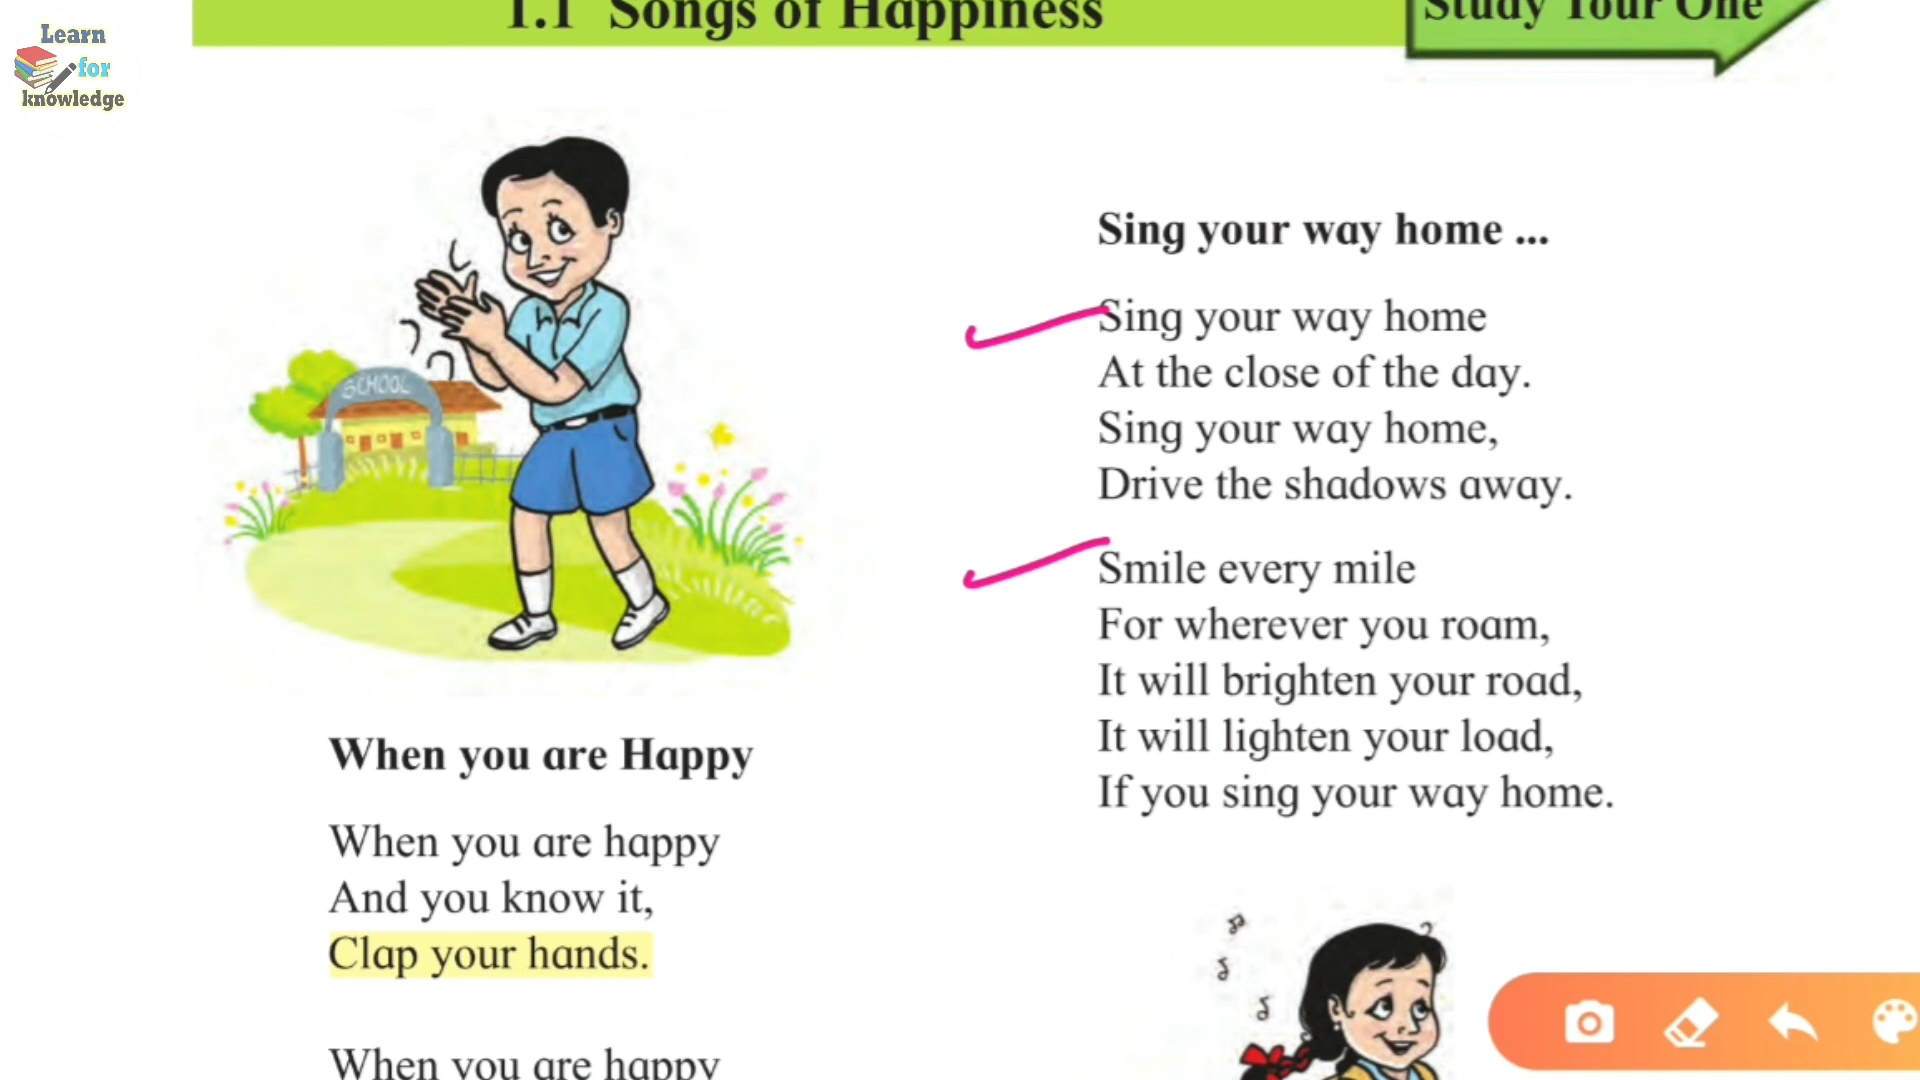 Learn
for
knowledge
1.1 Songs of Happiness
Study Your One
SCHOOL
When you are Happy
When you are happy
And you know it,
Clap your hands.
When you are happy
Sing your way home ...
Sing your way home
At the close of the day.
Sing your way home,
Drive the shadows away.
Smile every mile
For wherever you roam,
It will brighten your road,
It will lighten your load,
If you sing your way home.